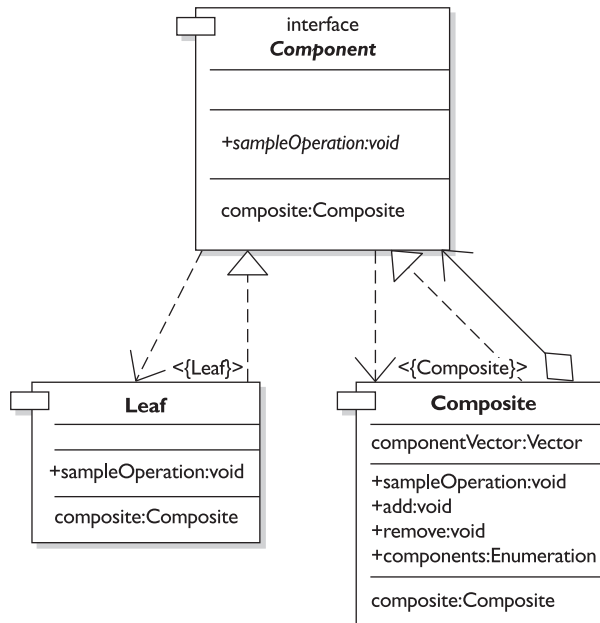 interface
Component
+sampleOperation:void
composite:Composite
<{Leaf}>
<{Composite}>
Leaf
+sampleOperation:void
composite:Composite
Composite
componentVector:Vector
+sampleOperation:void
+add:void
+remove:void
+components:Enumeration
composite:Composite